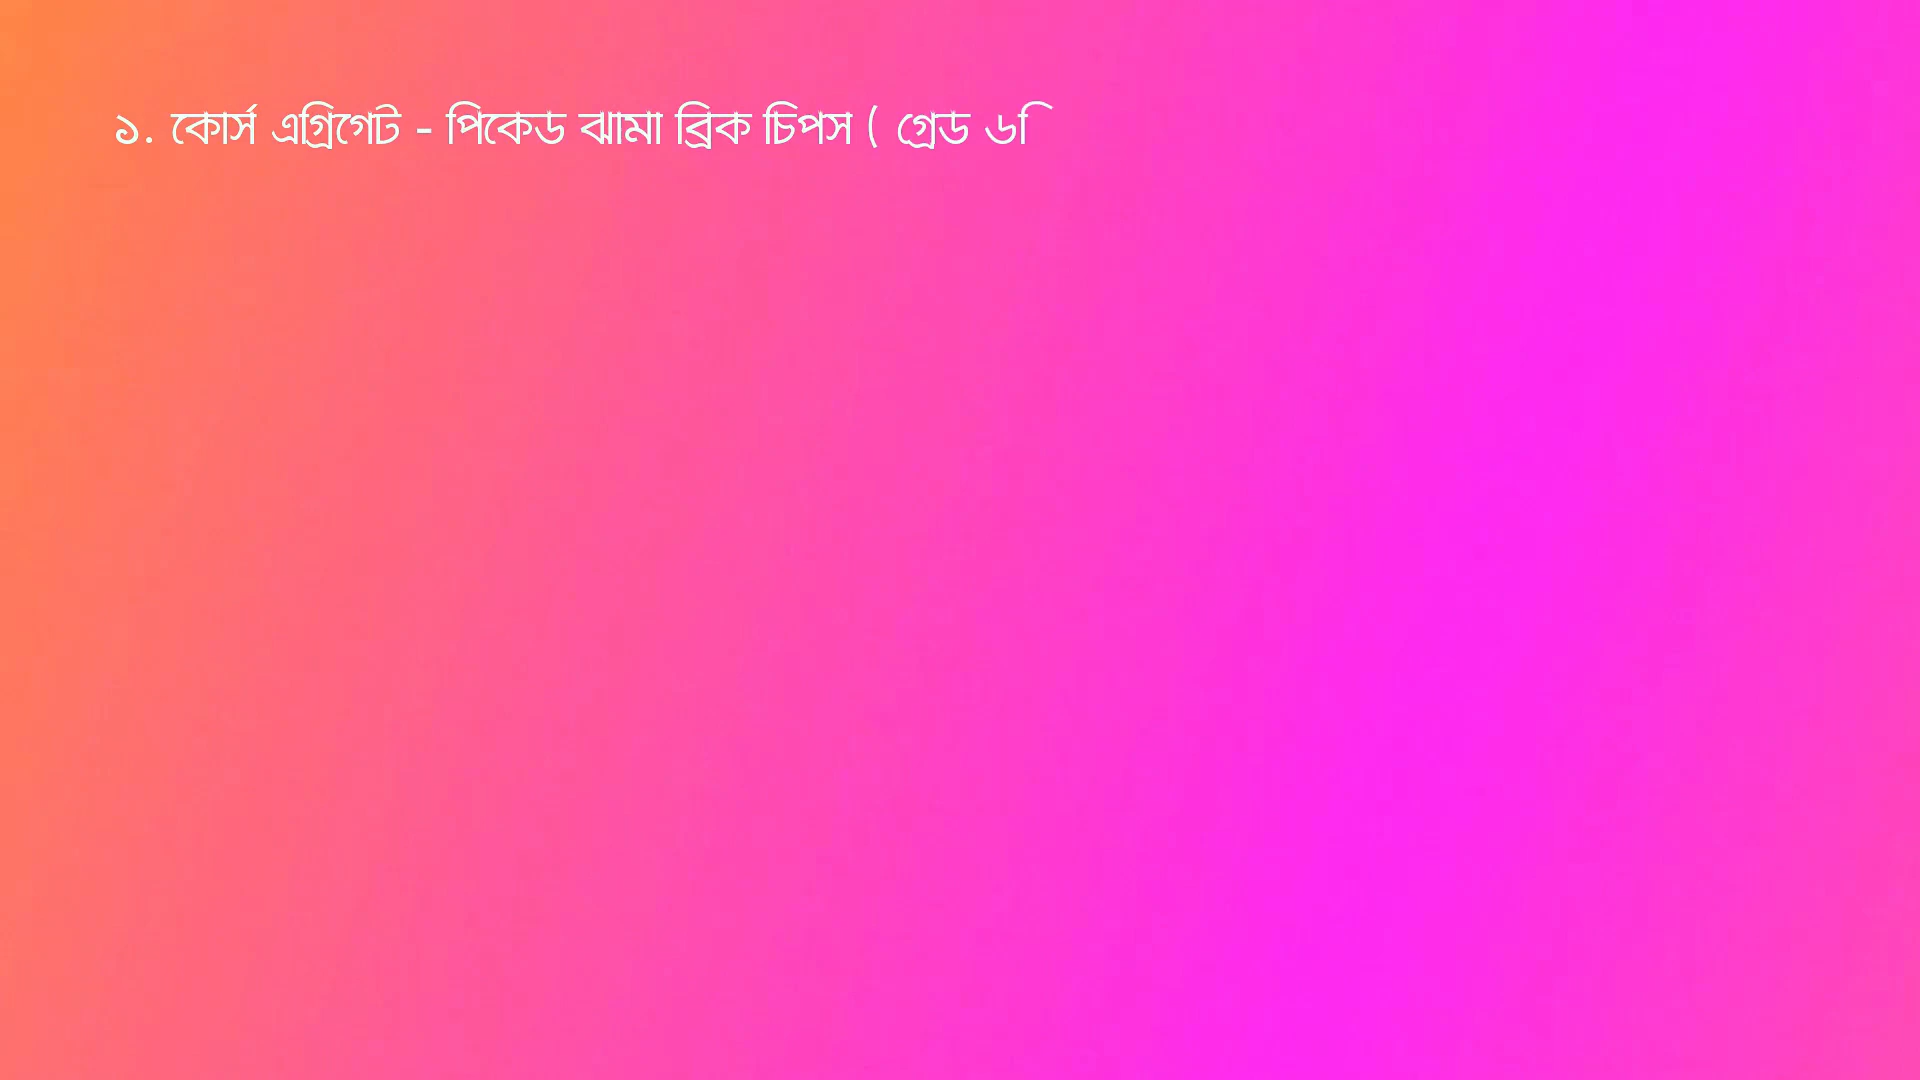 ১. কোর্স এগ্রিগেট - পিকেড ঝামা ব্রিক চিপস ( গ্রেড ৬ি